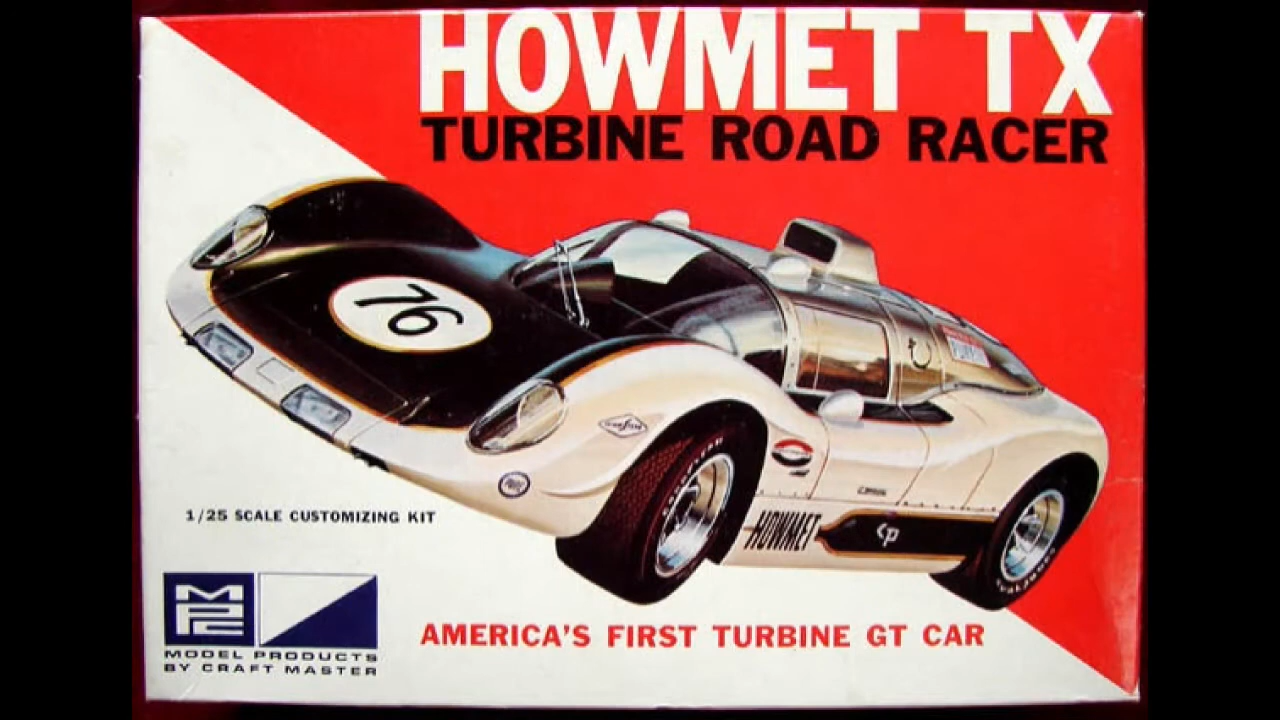 HOWMET TX
TURBINE ROAD RACER
76
HOWMET
CP
1/25 SCALE CUSTOMIZING KIT
MPC
MODEL PRODUCTS
BY CRAFT MASTER
AMERICA'S FIRST TURBINE GT CAR